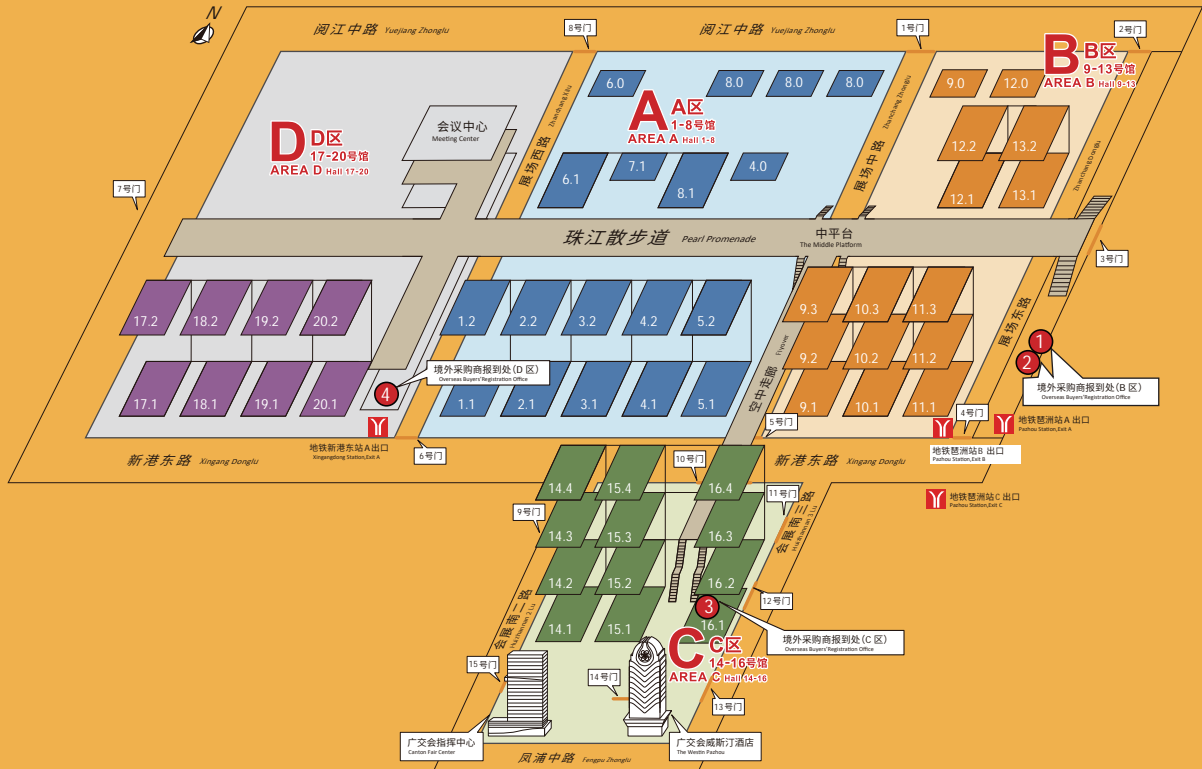 N
阅江中路 Yuejiang Zhonglu
8号门
阅江中路 Yuejiang Zhonglu
1号门
2号门
B B区
9-13号馆
AREA B Hall 9-13
6.0
8.0
8.0
8.0
9.0
12.0
A A区
1-8号馆
AREA A Hall 1-8
D D区
17-20号馆
AREA D Hall 17-20
会议中心
Meeting Center
展场西路 Zhanchang Xilu
展场中路 Zhanchang Zhonglu
12.2
13.2
6.1
7.1
8.1
4.0
12.1
13.1
Zhanchang Donglu
7号门
珠江散步道 Pearl Promenade
中平台
The Middle Platform
3号门
17.2
18.2
19.2
20.2
1.2
2.2
3.2
4.2
5.2
9.3
10.3
11.3
展场东路
1
2
境外采购商报到处(B 区)
Overseas Buyers'Registration Office
9.2
10.2
11.2
空中走廊 Flyover
境外采购商报到处(D 区)
Overseas Buyers'Registration Office
4
17.1
18.1
19.1
20.1
1.1
2.1
3.1
4.1
5.1
9.1
10.1
11.1
地铁新港东站A出口
Xingangdong Station,Exit A
6号门
5号门
4号门
地铁琶洲站A 出口
Pazhou Station,Exit A
地铁琶洲站B 出口
Pazhou Station,Exit B
新港东路 Xingang Donglu
10号门
新港东路 Xingang Donglu
地铁琶洲站C 出口
Pazhou Station,Exit C
14.4
15.4
16.4
11号门
9号门
14.3
15.3
16.3
会展南三路 Huizhannan 3 Lu
14.2
15.2
16.2
12号门
会展南二路 Huizhannan 2 Lu
3
14.1
15.1
16.1
境外采购商报到处(C 区)
Overseas Buyers'Registration Office
C C区
14-16号馆
AREA C Hall 14-16
15号门
14号门
13号门
广交会指挥中心
Canton Fair Center
广交会威斯汀酒店
The Westin Pazhou
凤浦中路 Fengpu Zhonglu